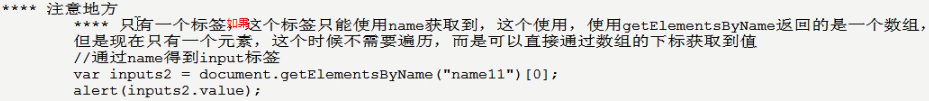 **** 注意地方
**** 只有一个标签如果这个标签只能使用name获取到，这个使用，使用getElementsByName返回的是一个数组，
但是现在只有一个元素，这个时候不需要遍历，而是可以直接通过数组的下标获取到值
//通过name得到input标签
var inputs2 = document.getElementsByName("name11")[0];
alert(inputs2.value);